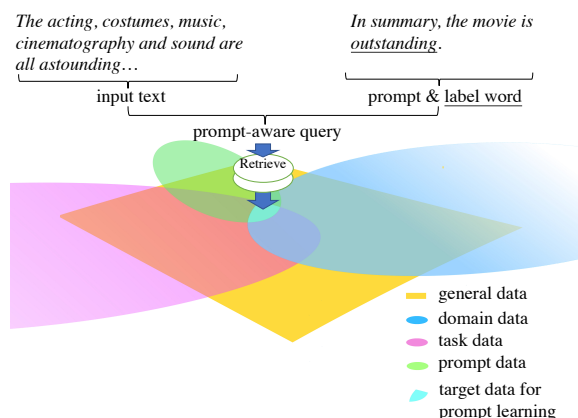 The acting, costumes, music,
cinematography and sound are
all astounding…
In summary, the movie is
outstanding.
input text
prompt & label word
prompt-aware query
Retrieve
general data
domain data
task data
prompt data
target data for
prompt learning